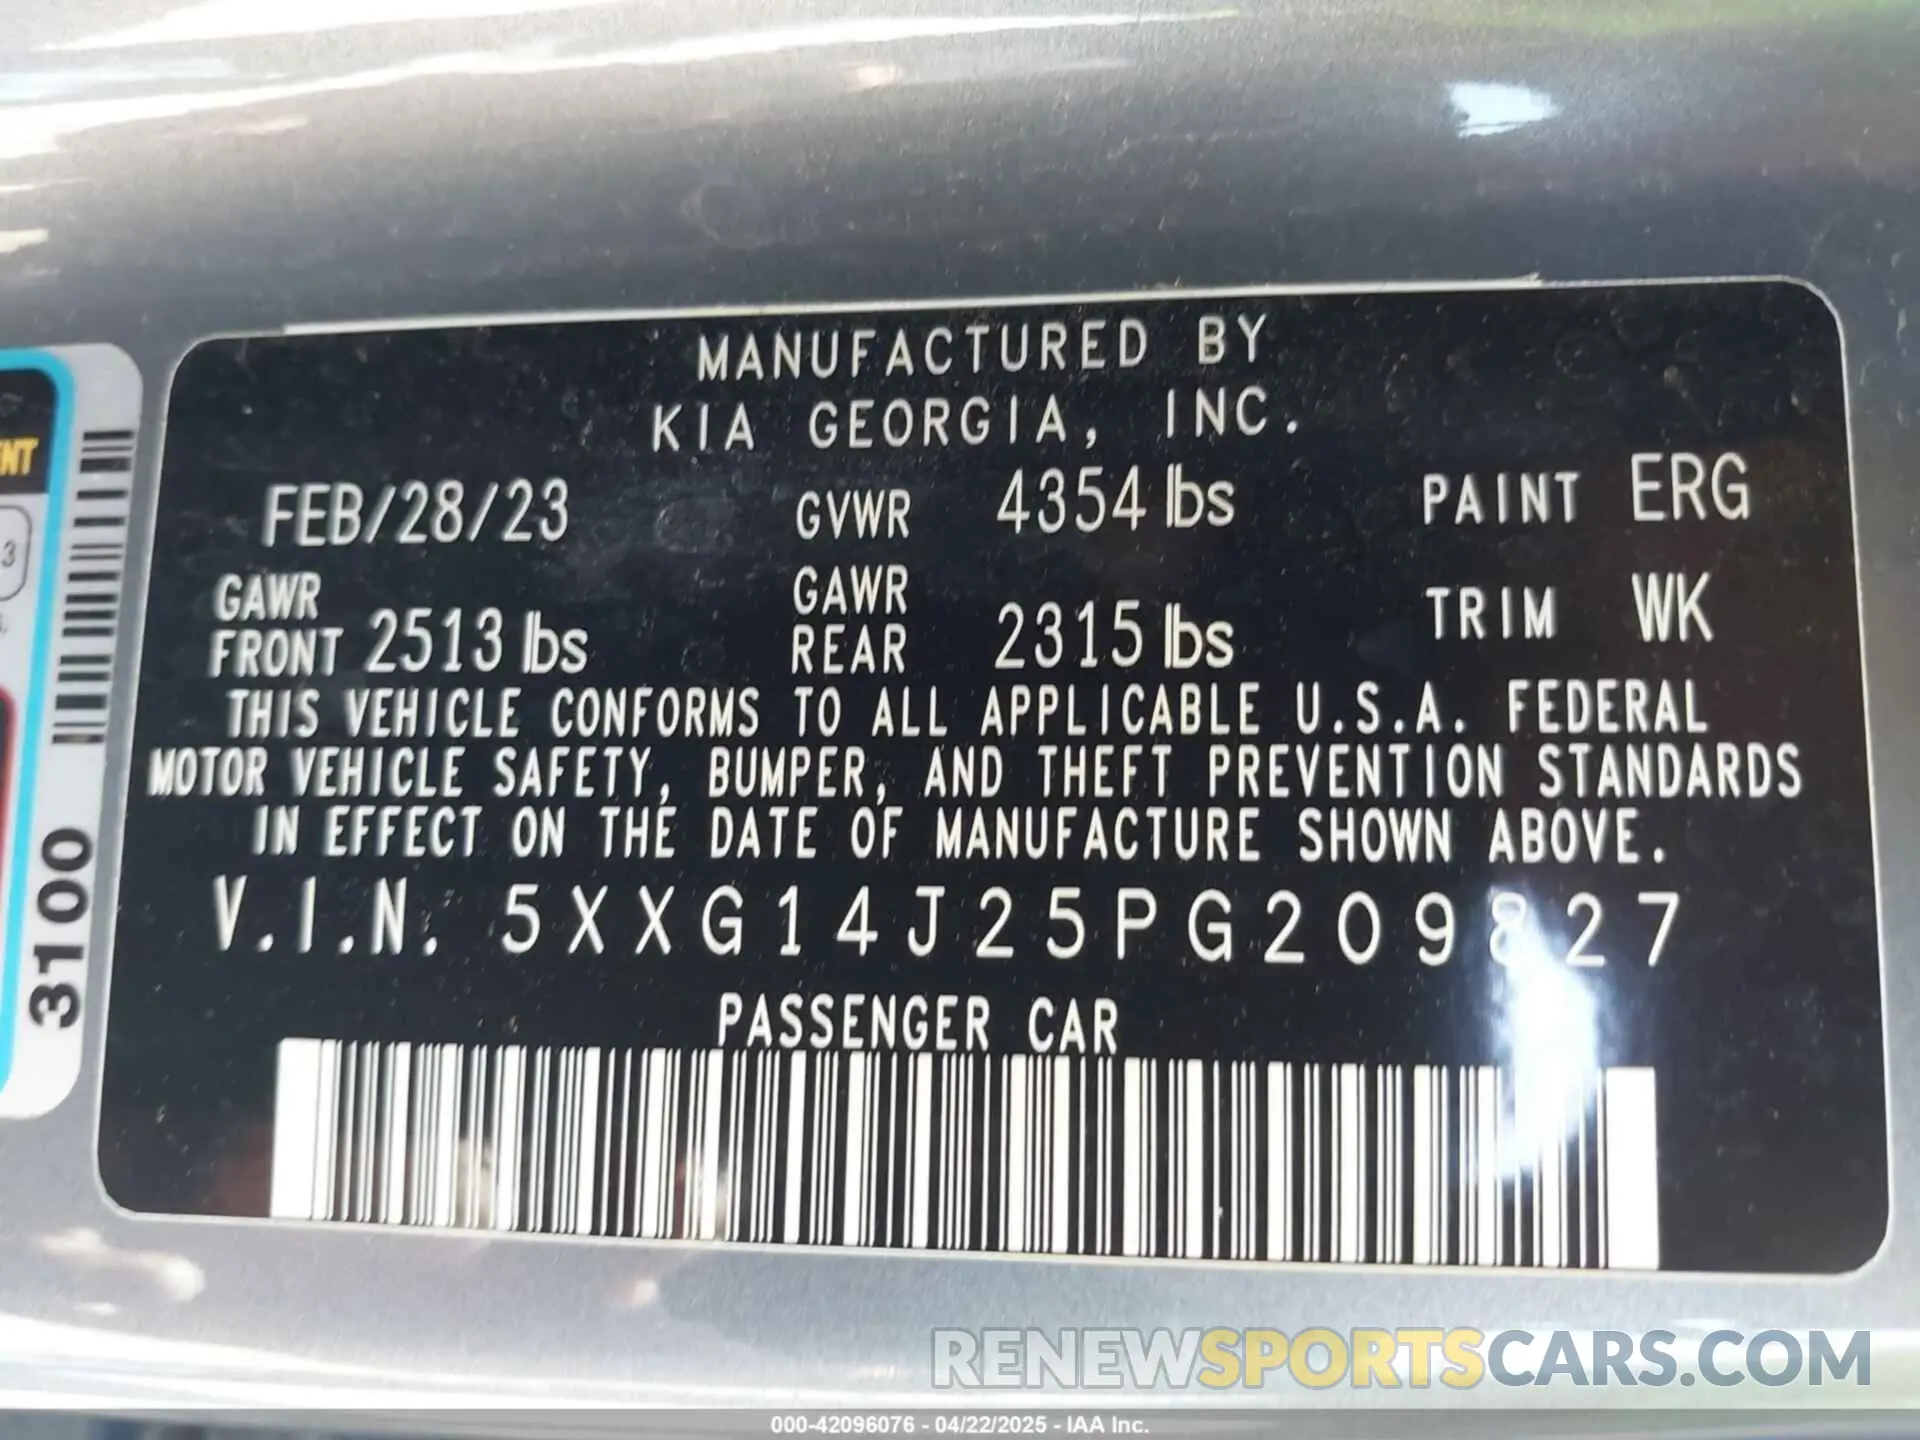 MANUFACTURED BY
KIA GEORGIA, INC.
FEB/28/23 GVWR 4354 lbs PAINT ERG
GAWR FRONT 2513 lbs GAWR REAR 2315 lbs TRIM WK
THIS VEHICLE CONFORMS TO ALL APPLICABLE U.S.A. FEDERAL
MOTOR VEHICLE SAFETY, BUMPER, AND THEFT PREVENTION STANDARDS
IN EFFECT ON THE DATE OF MANUFACTURE SHOWN ABOVE.
V.I.N. 5XXG14J25PG209827
PASSENGER CAR
3100
3
RENEWSPORTSCARS.COM
000-42096076 - 04/22/2025 - IAA Inc.